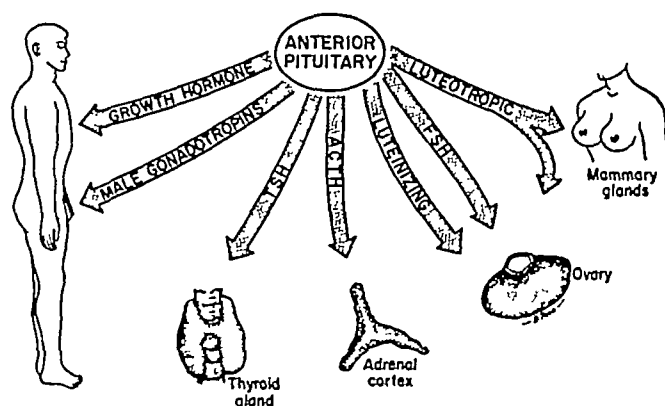 ANTERIOR
PITUITARY
GROWTH HORMONE
MALE GONADOTROPINS
TSH
ACTH
LUTEINIZING
FSH
LUTEOTROPIC
Mammary
glands
Ovary
Adrenal
cortex
Thyroid
gland